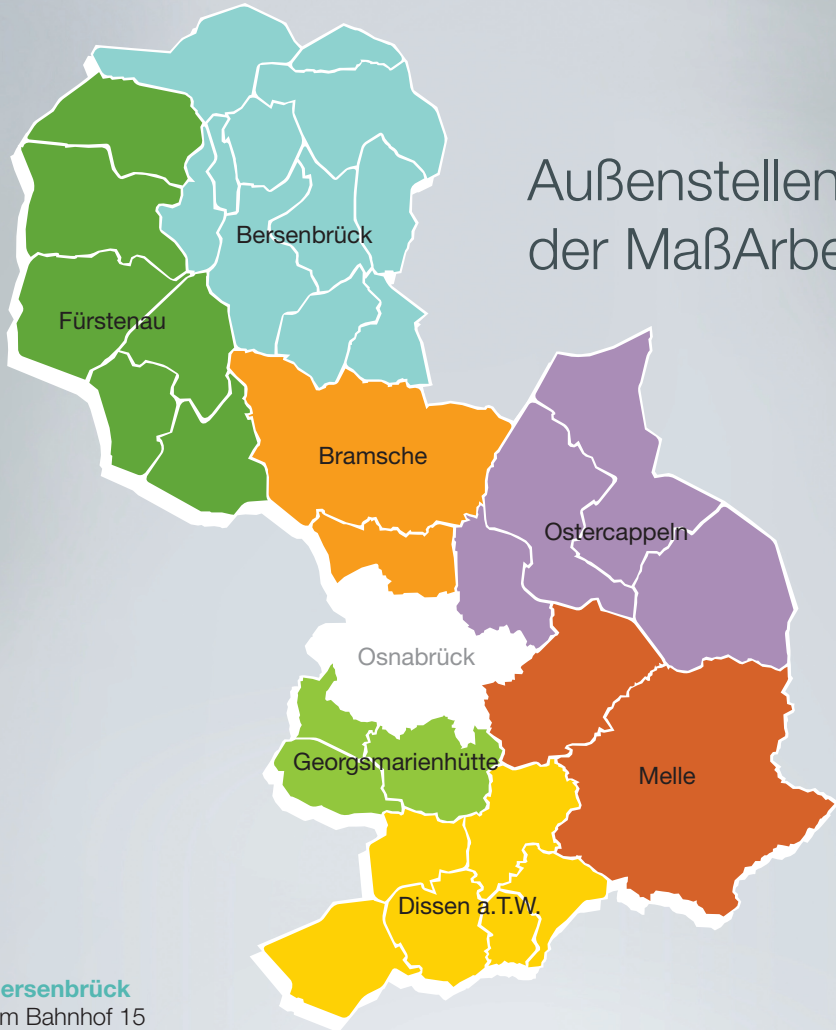 Außenstellen
der MaßArbe
Bersenbrück
Fürstenau
Bramsche
Ostercappeln
Osnabrück
Georgsmarienhütte
Melle
Dissen a.T.W.
ersenbrück
m Bahnhof 15